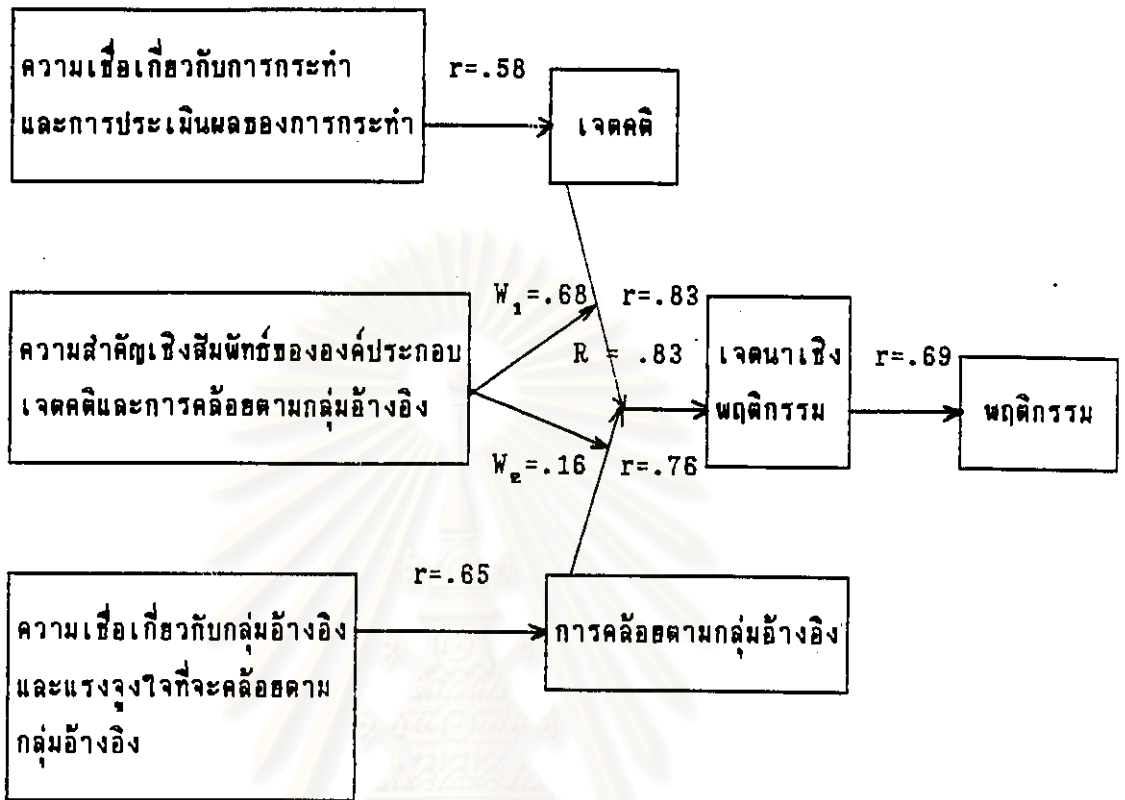 ความเชื่อเกี่ยวกับการกระทำ
และการประเมินผลของการกระทำ
r=.58
เจตคติ
ความสำคัญเชิงสัมพัทธ์ขององค์ประกอบ
เจตคติและการคล้อยตามกลุ่มอ้างอิง
W₁=.68
r=.83
R = .83
W₂=.16
r=.76
เจตนาเชิง
พฤติกรรม
r=.69
พฤติกรรม
ความเชื่อเกี่ยวกับกลุ่มอ้างอิง
และแรงจูงใจที่จะคล้อยตาม
กลุ่มอ้างอิง
r=.65
การคล้อยตามกลุ่มอ้างอิง